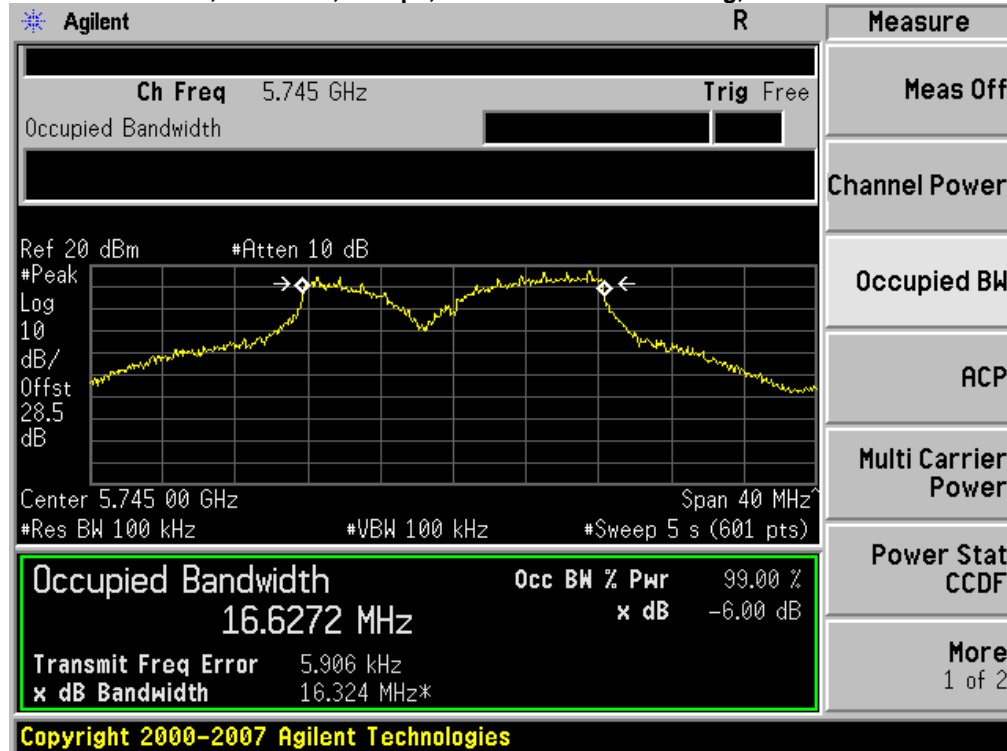 Agilent R Measure
Ch Freq 5.745 GHz Trig Free
Occupied Bandwidth
Meas Off
Channel Power
Occupied BW
ACP
Multi Carrier
Power
Power Stat
CCDF
More
1 of 2
Ref 20 dBm #Atten 10 dB
#Peak
Log
10
dB/
Offst
28.5
dB
Center 5.745 00 GHz Span 40 MHz^
#Res BW 100 kHz #VBW 100 kHz #Sweep 5 s (601 pts)
Occupied Bandwidth Occ BW % Pwr 99.00 %
16.6272 MHz x dB -6.00 dB
Transmit Freq Error 5.906 kHz
x dB Bandwidth 16.324 MHz*
Copyright 2000-2007 Agilent Technologies